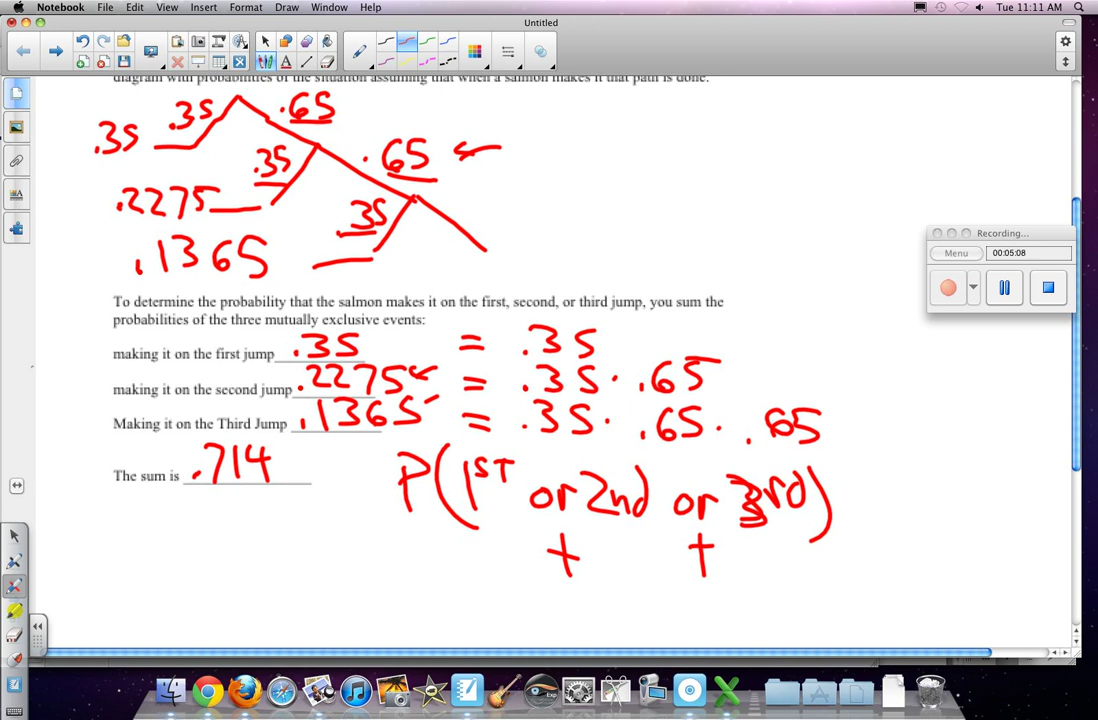 Notebook File Edit View Insert Format Draw Window Help Tue 11:11 AM
Untitled
diagram with probabilities of the situation assuming that when a salmon makes it that path is done.
.35 .35 .65
.35 .65
.2275
.35
.1365
Recording...
Menu 00:05:08
To determine the probability that the salmon makes it on the first, second, or third jump, you sum the
probabilities of the three mutually exclusive events:
making it on the first jump .35 = .35
making it on the second jump .2275 = .35 · .65
Making it on the Third Jump .1365 = .35 · .65 · .65
The sum is .714
P(1ST or 2nd or 3rd)
+ +
Exp